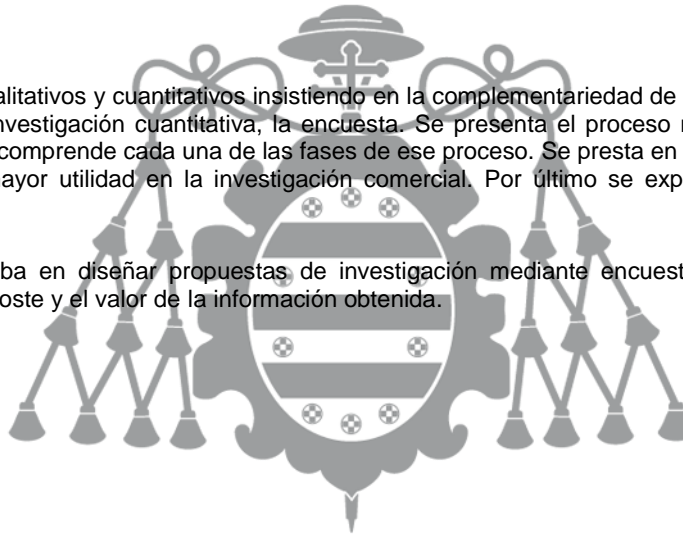 alitativos y cuantitativos insistiendo en la complementariedad de
nvestigación cuantitativa, la encuesta. Se presenta el proceso
comprende cada una de las fases de ese proceso. Se presta en
nayor utilidad en la investigación comercial. Por último se exp
ba en diseñar propuestas de investigación mediante encuest
oste y el valor de la información obtenida.